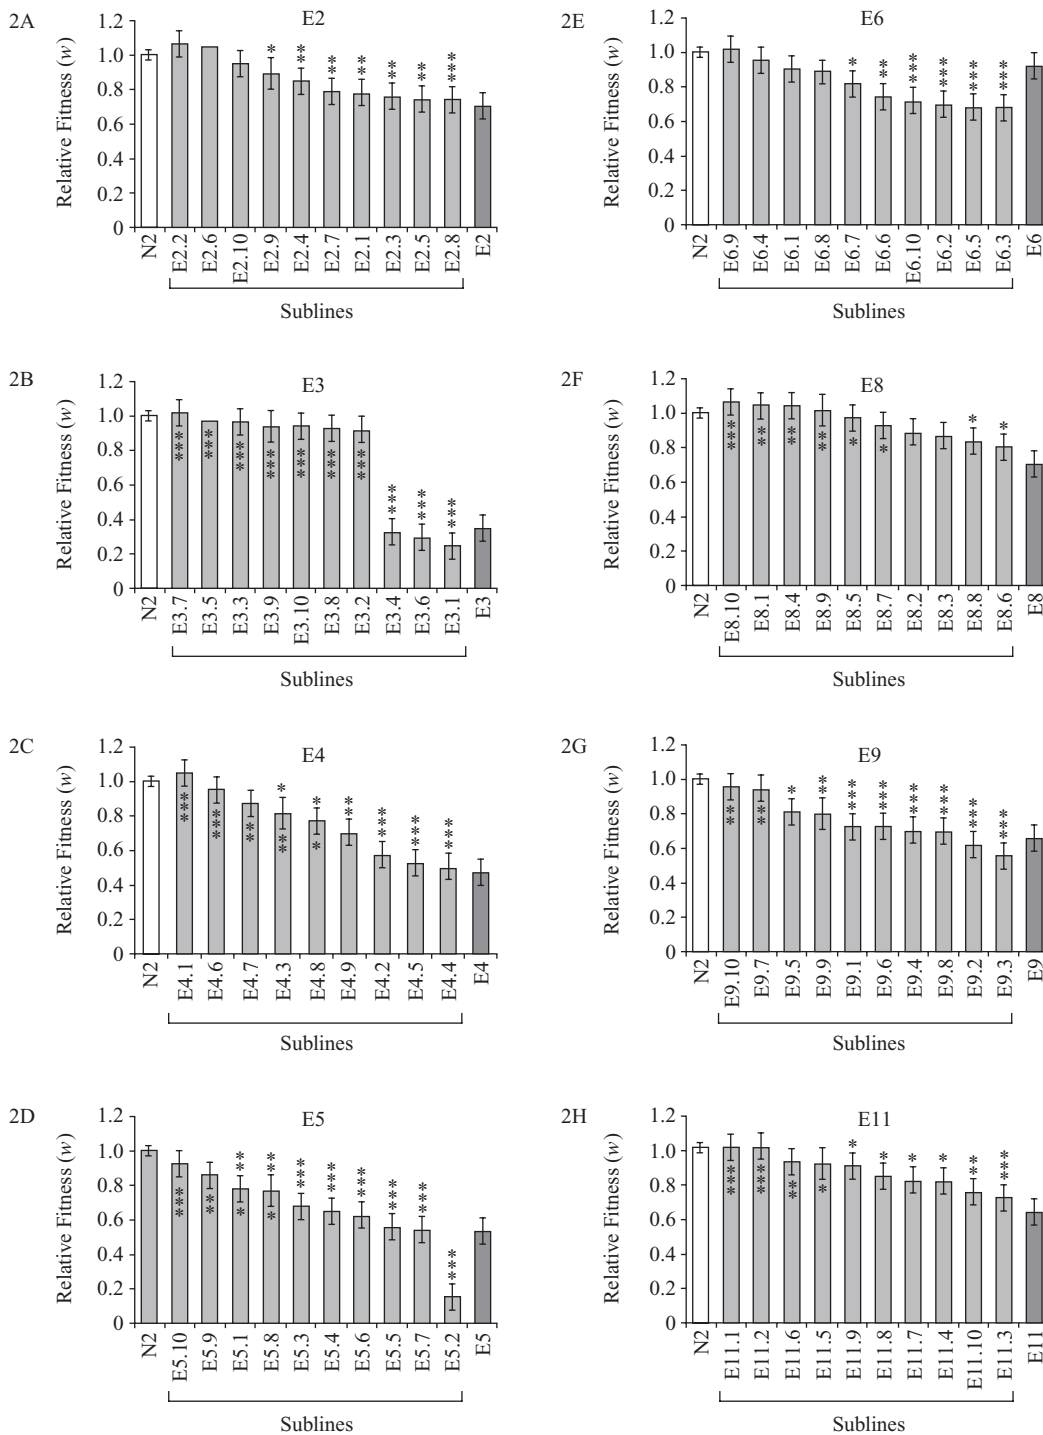 2A
E2
1.2
1.0
0.8
0.6
0.4
0.2
0
Relative Fitness (w)
* ** ** ** ** ** ***
N2 E2.2 E2.6 E2.10 E2.9 E2.4 E2.7 E2.1 E2.3 E2.5 E2.8 E2
Sublines
2B
E3
1.2
1.0
0.8
0.6
0.4
0.2
0
Relative Fitness (w)
*** *** *** *** *** *** *** *** *** ***
N2 E3.7 E3.5 E3.3 E3.9 E3.10 E3.8 E3.2 E3.4 E3.6 E3.1 E3
Sublines
2C
E4
1.2
1.0
0.8
0.6
0.4
0.2
0
Relative Fitness (w)
* * ** *** *** ***
*** *** ** ** *
N2 E4.1 E4.6 E4.7 E4.3 E4.8 E4.9 E4.2 E4.5 E4.4 E4
Sublines
2D
E5
1.2
1.0
0.8
0.6
0.4
0.2
0
Relative Fitness (w)
** ** *** *** *** *** *** ***
*** ** * *
N2 E5.10 E5.9 E5.1 E5.8 E5.3 E5.4 E5.6 E5.5 E5.7 E5.2 E5
Sublines
2E
E6
1.2
1.0
0.8
0.6
0.4
0.2
0
Relative Fitness (w)
* ** *** *** *** ***
N2 E6.9 E6.4 E6.1 E6.8 E6.7 E6.6 E6.10 E6.2 E6.5 E6.3 E6
Sublines
2F
E8
1.2
1.0
0.8
0.6
0.4
0.2
0
Relative Fitness (w)
* *
*** ** ** ** * *
N2 E8.10 E8.1 E8.4 E8.9 E8.5 E8.7 E8.2 E8.3 E8.8 E8.6 E8
Sublines
2G
E9
1.2
1.0
0.8
0.6
0.4
0.2
0
Relative Fitness (w)
* ** *** *** *** *** *** ***
** **
N2 E9.10 E9.7 E9.5 E9.9 E9.1 E9.6 E9.4 E9.8 E9.2 E9.3 E9
Sublines
2H
E11
1.2
1.0
0.8
0.6
0.4
0.2
0
Relative Fitness (w)
* * * * ** ***
*** *** ** *
N2 E11.1 E11.2 E11.6 E11.5 E11.9 E11.8 E11.7 E11.4 E11.10 E11.3 E11
Sublines